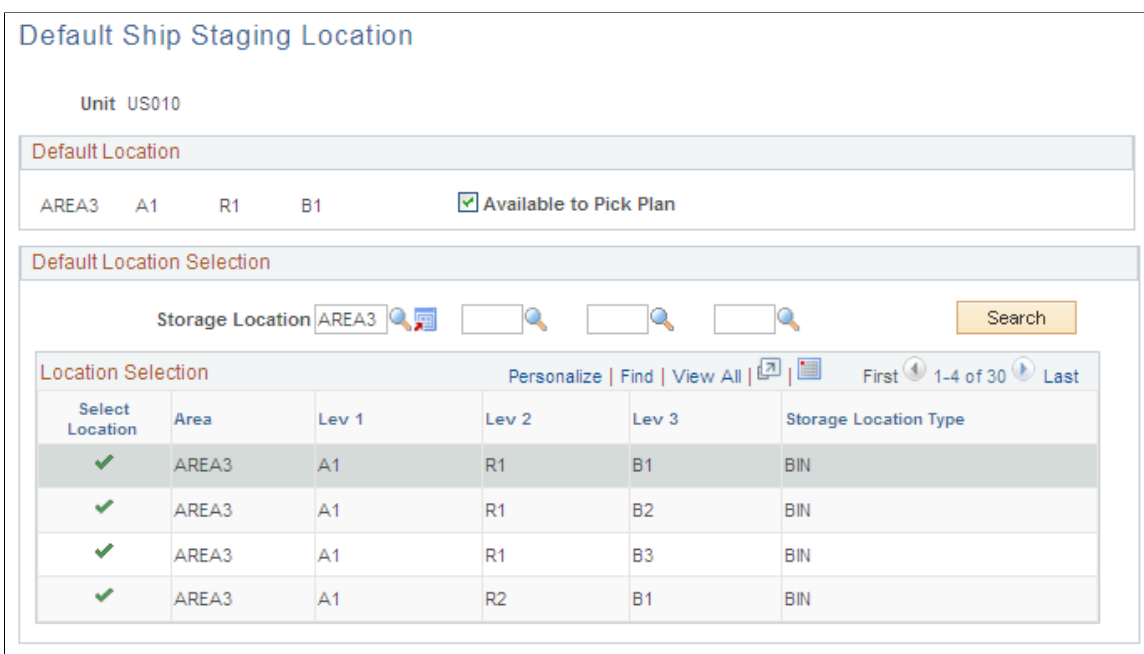 Default Ship Staging Location
Unit US010
Default Location
AREA3 A1 R1 B1 Available to Pick Plan
Default Location Selection
Storage Location AREA3 Search
Location Selection Personalize | Find | View All | | First 1-4 of 30 Last
Select Location Area Lev 1 Lev 2 Lev 3 Storage Location Type
AREA3 A1 R1 B1 BIN
AREA3 A1 R1 B2 BIN
AREA3 A1 R1 B3 BIN
AREA3 A1 R2 B1 BIN